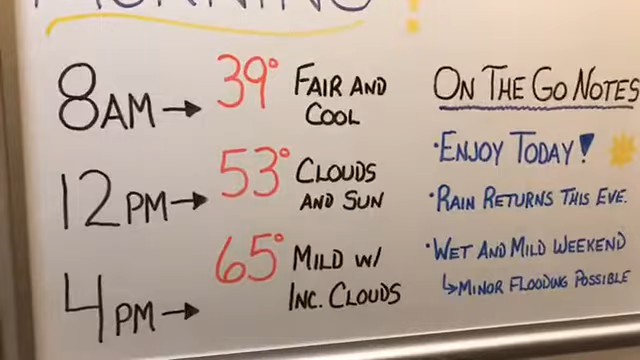 MORNING!
8AM → 39° FAIR AND COOL
12PM → 53° CLOUDS AND SUN
4PM → 65° MILD W/ INC. CLOUDS
ON THE GO NOTES
·ENJOY TODAY!
·RAIN RETURNS THIS EVE.
·WET AND MILD WEEKEND
↳MINOR FLOODING POSSIBLE